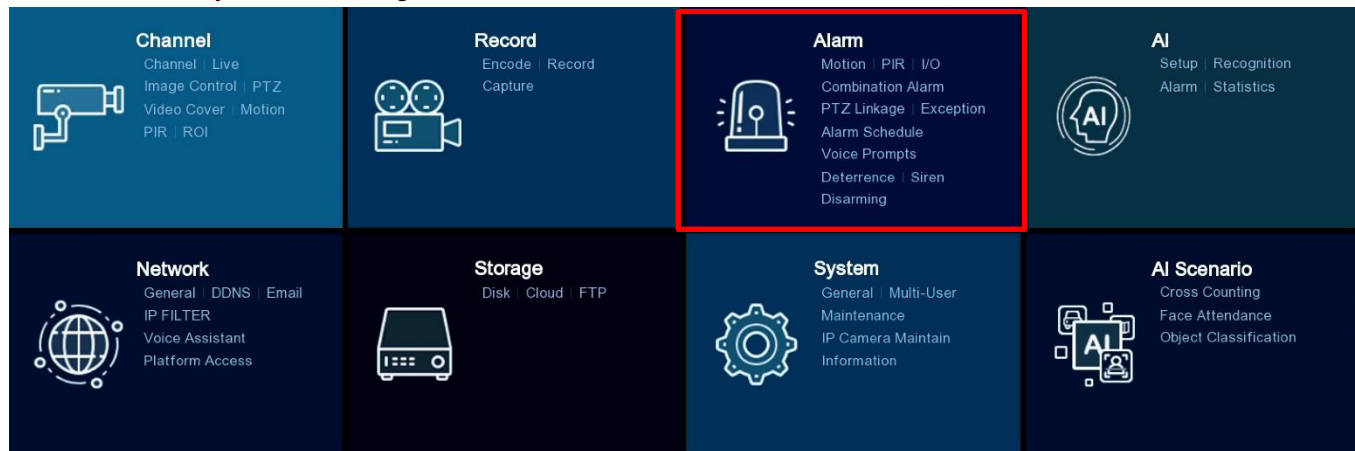 Channel
Channel | Live
Image Control | PTZ
Video Cover | Motion
PIR | ROI
Record
Encode | Record
Capture
Alarm
Motion | PIR | I/O
Combination Alarm
PTZ Linkage | Exception
Alarm Schedule
Voice Prompts
Deterrence | Siren
Disarming
AI
Setup | Recognition
Alarm | Statistics
AI
Network
General | DDNS | Email
IP FILTER
Voice Assistant
Platform Access
Storage
Disk | Cloud | FTP
System
General | Multi-User
Maintenance
IP Camera Maintain
Information
AI Scenario
Cross Counting
Face Attendance
Object Classification
AI